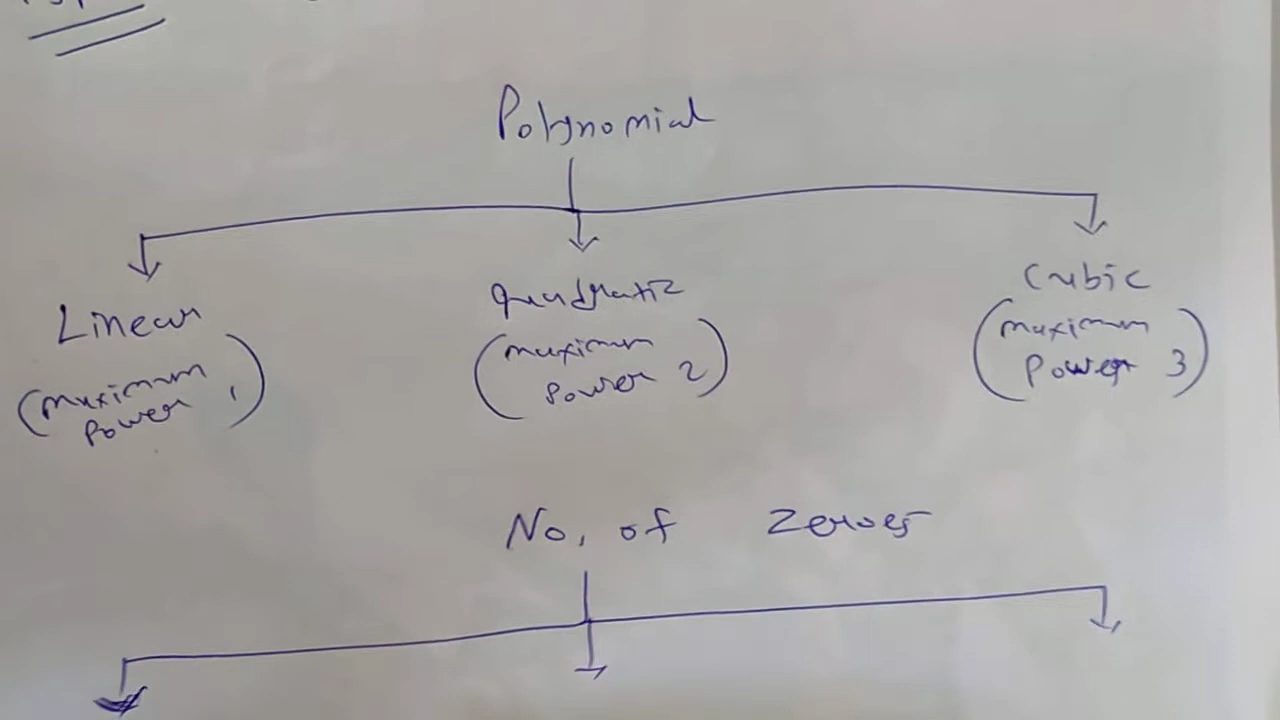 Polynomial
Linear
(maximum
power 1)
quadratic
(maximum
power 2)
Cubic
(maximum
power 3)
No. of zeroes